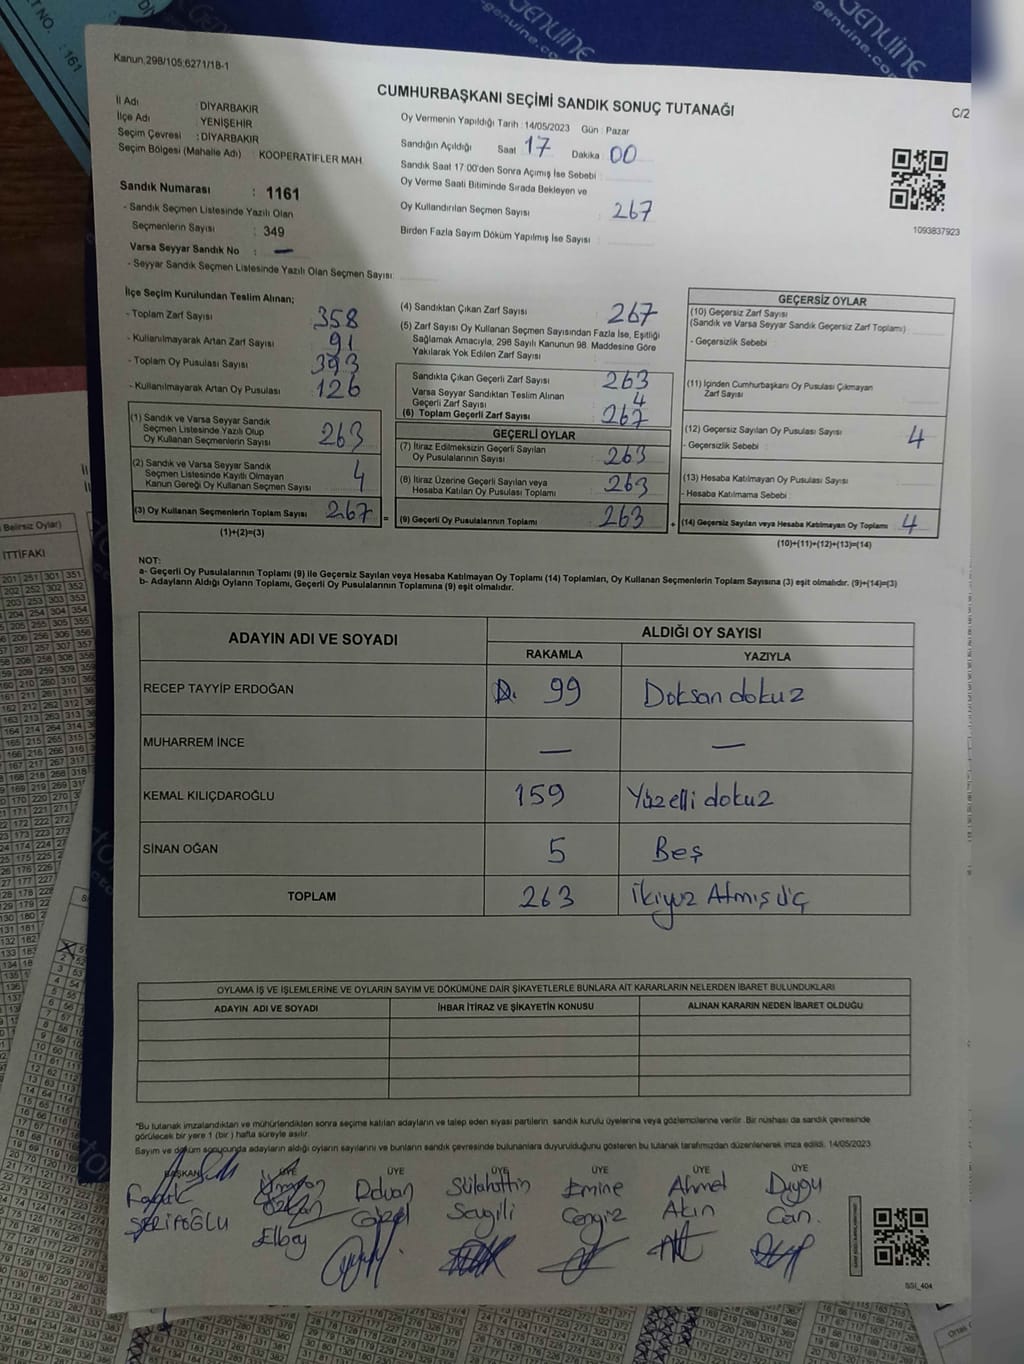 Kanun:298/105;6271/18-1
CUMHURBAŞKANI SEÇİMİ SANDIK SONUÇ TUTANAĞI
C/2
İl Adı : DİYARBAKIR
İlçe Adı : YENİŞEHİR
Seçim Çevresi : DİYARBAKIR
Seçim Bölgesi (Mahalle Adı) : KOOPERATİFLER MAH.
Sandık Numarası : 1161
- Sandık Seçmen Listesinde Yazılı Olan
Seçmenlerin Sayısı : 349
Varsa Seyyar Sandık No : —
- Seyyar Sandık Seçmen Listesinde Yazılı Olan Seçmen Sayısı:
Oy Vermenin Yapıldığı Tarih : 14/05/2023 Gün : Pazar
Sandığın Açıldığı Saat 17 Dakika 00
Sandık Saat 17:00'den Sonra Açımış İse Sebebi :
Oy Verme Saati Bitiminde Sırada Bekleyen ve
Oy Kullandırılan Seçmen Sayısı : 267
Birden Fazla Sayım Döküm Yapılmış İse Sayısı :
1093837923
İlçe Seçim Kurulundan Teslim Alınan;
- Toplam Zarf Sayısı 358
- Kullanılmayarak Artan Zarf Sayısı 91
- Toplam Oy Pusulası Sayısı 393
- Kullanılmayarak Artan Oy Pusulası 126
(1) Sandık ve Varsa Seyyar Sandık
Seçmen Listesinde Yazılı Olup
Oy Kullanan Seçmenlerin Sayısı 263
(2) Sandık ve Varsa Seyyar Sandık
Seçmen Listesinde Kayıtlı Olmayan
Kanun Gereği Oy Kullanan Seçmen Sayısı 4
(3) Oy Kullanan Seçmenlerin Toplam Sayısı 267 =
(1)+(2)=(3)
(4) Sandıktan Çıkan Zarf Sayısı 267
(5) Zarf Sayısı Oy Kullanan Seçmen Sayısından Fazla İse, Eşitliği
Sağlamak Amacıyla, 298 Sayılı Kanunun 98. Maddesine Göre
Yakılarak Yok Edilen Zarf Sayısı
Sandıkta Çıkan Geçerli Zarf Sayısı 263
Varsa Seyyar Sandıktan Teslim Alınan
Geçerli Zarf Sayısı 4
(6) Toplam Geçerli Zarf Sayısı 267
GEÇERLİ OYLAR
(7) İtiraz Edilmeksizin Geçerli Sayılan
Oy Pusulalarının Sayısı 263
(8) İtiraz Üzerine Geçerli Sayılan veya
Hesaba Katılan Oy Pusulası Toplamı 263
(9) Geçerli Oy Pusulalarının Toplamı 263 +
GEÇERSİZ OYLAR
(10) Geçersiz Zarf Sayısı
(Sandık ve Varsa Seyyar Sandık Geçersiz Zarf Toplamı)
- Geçersizlik Sebebi :
(11) İçinden Cumhurbaşkanı Oy Pusulası Çıkmayan
Zarf Sayısı
(12) Geçersiz Sayılan Oy Pusulası Sayısı 4
- Geçersizlik Sebebi :
(13) Hesaba Katılmayan Oy Pusulası Sayısı
- Hesaba Katılmama Sebebi :
(14) Geçersiz Sayılan veya Hesaba Katılmayan Oy Toplamı 4
(10)+(11)+(12)+(13)=(14)
NOT:
a- Geçerli Oy Pusulalarının Toplamı (9) ile Geçersiz Sayılan veya Hesaba Katılmayan Oy Toplamı (14) Toplamları, Oy Kullanan Seçmenlerin Toplam Sayısına (3) eşit olmalıdır. (9)+(14)=(3)
b- Adayların Aldığı Oyların Toplamı, Geçerli Oy Pusulalarının Toplamına (9) eşit olmalıdır.
ADAYIN ADI VE SOYADI
ALDIĞI OY SAYISI
RAKAMLA YAZIYLA
RECEP TAYYİP ERDOĞAN 99 Doksan dokuz
MUHARREM İNCE — —
KEMAL KILIÇDAROĞLU 159 Yüzelli dokuz
SİNAN OĞAN 5 Beş
TOPLAM 263 İkiyuz Atmış üç
OYLAMA İŞ VE İŞLEMLERİNE VE OYLARIN SAYIM VE DÖKÜMÜNE DAİR ŞİKAYETLERLE BUNLARA AİT KARARLARIN NELERDEN İBARET BULUNDUKLARI
ADAYIN ADI VE SOYADI İHBAR İTİRAZ VE ŞİKAYETİN KONUSU ALINAN KARARIN NEDEN İBARET OLDUĞU
*Bu tutanak imzalandıktan ve mühürlendikten sonra seçime katılan adayların ve talep eden siyasi partilerin sandık kurulu üyelerine veya gözlemcilerine verilir. Bir nüshası da sandık çevresinde
görülecek bir yere 1 (bir) hafta süreyle asılır.
Sayım ve döküm sonucunda adayların aldığı oyların sayılarını ve bunların sandık çevresinde bulunanlara duyurulduğunu gösteren bu tutanak tarafımızdan düzenlenerek imza edildi. 14/05/2023
BAŞKAN ÜYE ÜYE ÜYE ÜYE ÜYE ÜYE
Faruk Sülahattin Emine Ahmet Duygu
ŞERİFOĞLU Özkan Güzel Sevgili Cengiz Akın Can.
Elbey
SSİ_404